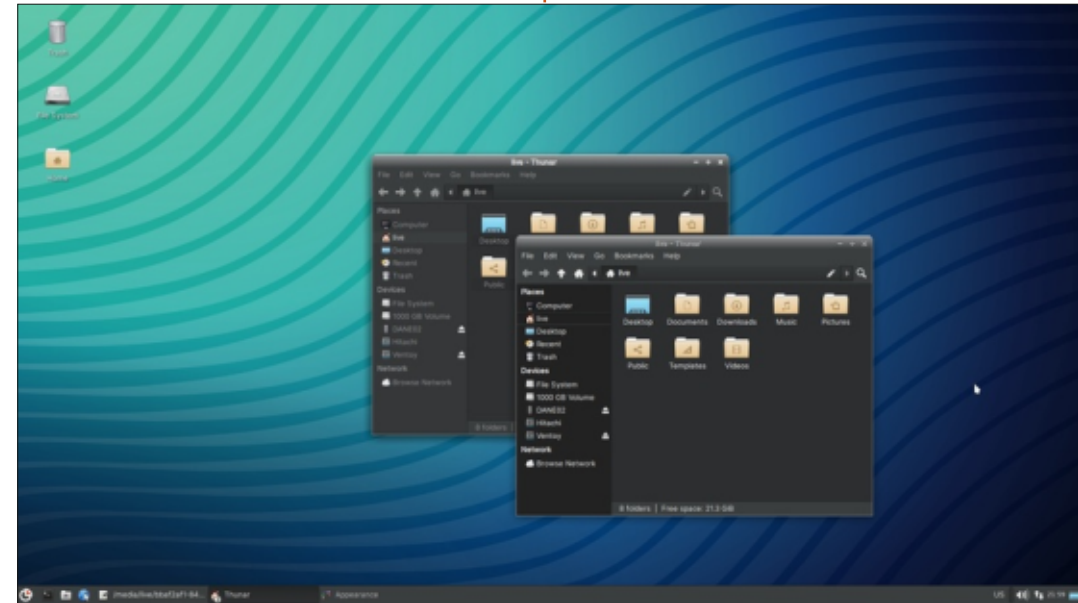 Trash
File System
Home
live - Thunar
File Edit View Go Bookmarks Help
live
Places
Computer
live
Desktop
Recent
Trash
Devices
File System
1000 GB Volume
DANE02
Hitachi
Ventoy
Network
Browse Network
Desktop
Public
8 folders |
live - Thunar
File Edit View Go Bookmarks Help
live
Places
Computer
live
Desktop
Recent
Trash
Devices
File System
1000 GB Volume
DANE02
Hitachi
Ventoy
Network
Browse Network
Desktop Documents Downloads Music Pictures
Public Templates Videos
8 folders | Free space: 21.3 GiB
Thunar
Appearance
US